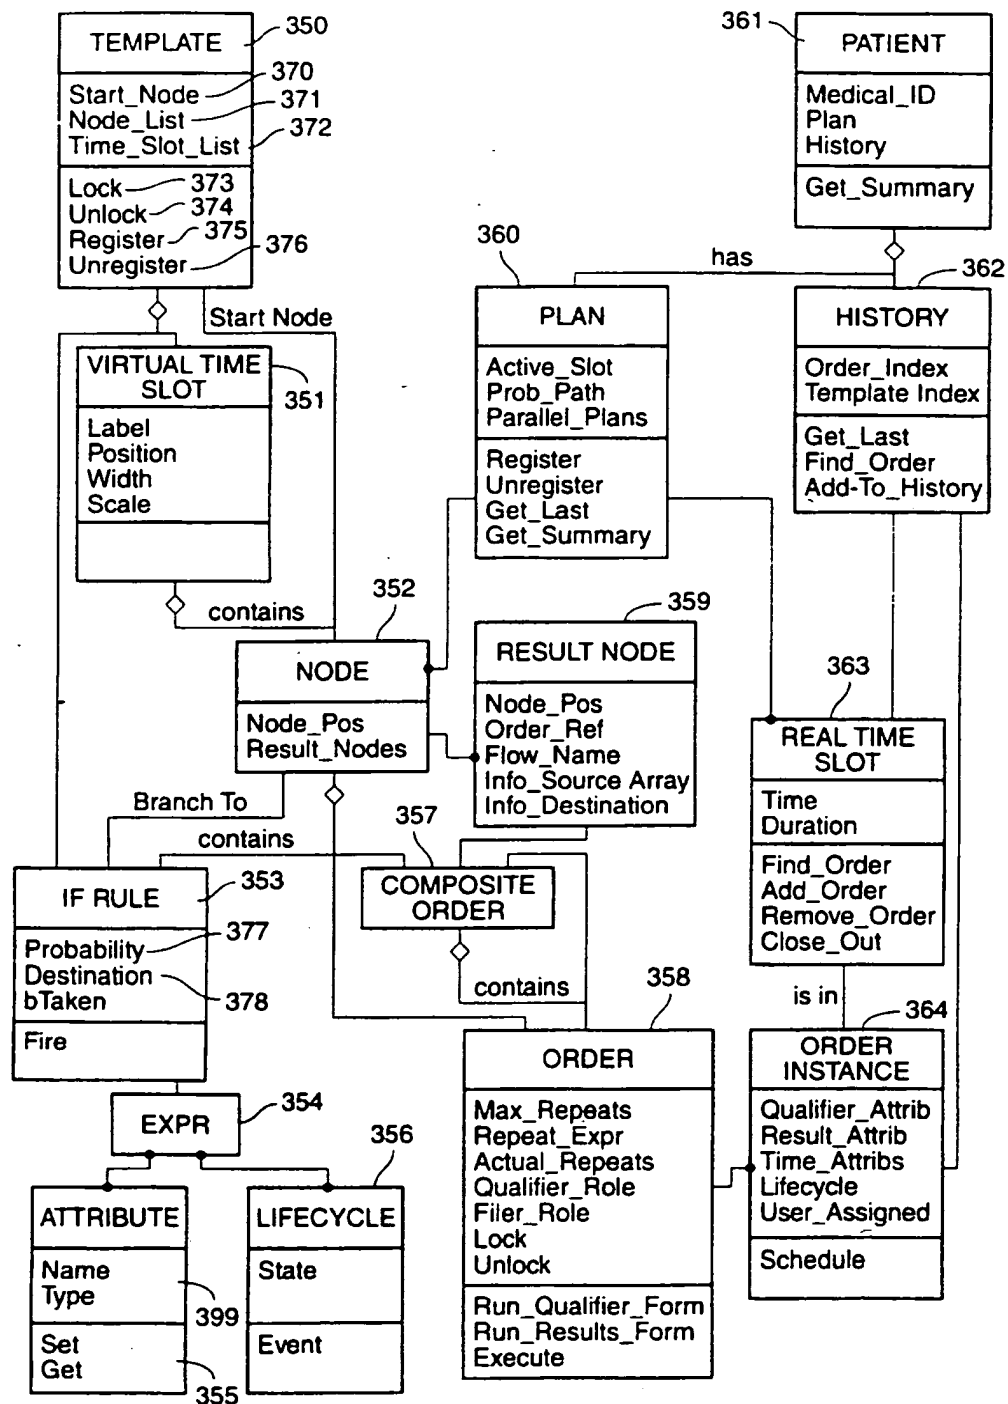 TEMPLATE
350
Start_Node
370
Node_List
371
Time_Slot_List
372
Lock
373
Unlock
374
Register
375
Unregister
376
361
PATIENT
Medical_ID
Plan
History
Get_Summary
has
360
PLAN
Active_Slot
Prob_Path
Parallel_Plans
Register
Unregister
Get_Last
Get_Summary
362
HISTORY
Order_Index
Template Index
Get_Last
Find_Order
Add-To_History
Start Node
VIRTUAL TIME
SLOT
351
Label
Position
Width
Scale
contains
352
NODE
Node_Pos
Result_Nodes
359
RESULT NODE
Node_Pos
Order_Ref
Flow_Name
Info_Source Array
Info_Destination
363
REAL TIME
SLOT
Time
Duration
Find_Order
Add_Order
Remove_Order
Close_Out
Branch To
contains
357
COMPOSITE
ORDER
contains
IF RULE
353
Probability
377
Destination
378
bTaken
Fire
358
ORDER
Max_Repeats
Repeat_Expr
Actual_Repeats
Qualifier_Role
Filer_Role
Lock
Unlock
Run_Qualifier_Form
Run_Results_Form
Execute
is in
364
ORDER
INSTANCE
Qualifier_Attrib
Result_Attrib
Time_Attribs
Lifecycle
User_Assigned
Schedule
EXPR
354
ATTRIBUTE
Name
Type
399
Set
Get
355
356
LIFECYCLE
State
Event